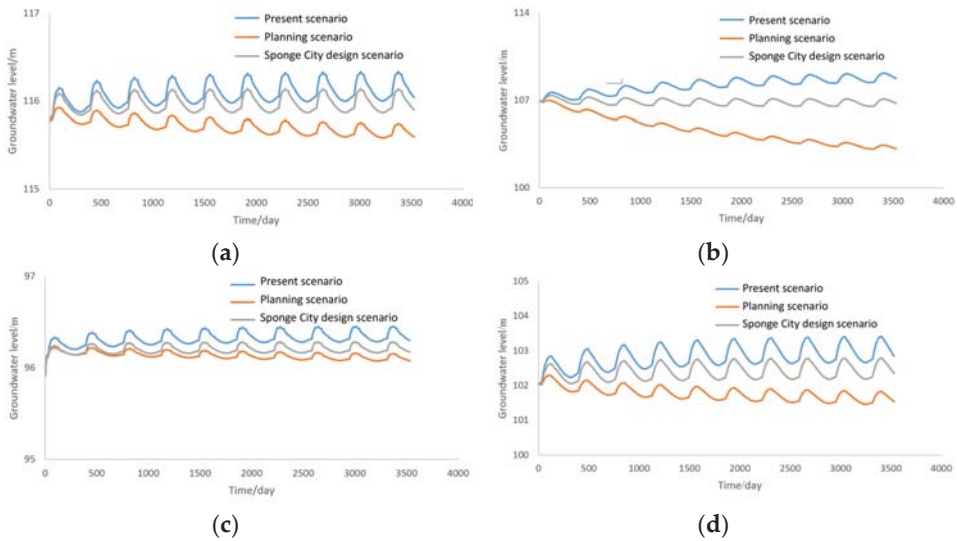 117
116
115
Groundwater level/m
Present scenario
Planning scenario
Sponge City design scenario
0 500 1000 1500 2000 2500 3000 3500 4000
Time/day
(a)
114
107
100
Groundwater level/m
Present scenario
Planning scenario
Sponge City design scenario
0 500 1000 1500 2000 2500 3000 3500 4000
Time/day
(b)
97
96
95
Groundwater level/m
Present scenario
Planning scenario
Sponge City design scenario
0 500 1000 1500 2000 2500 3000 3500 4000
Time/day
(c)
105
104
103
102
101
100
Groundwater level/m
Present scenario
Planning scenario
Sponge City design scenario
0 500 1000 1500 2000 2500 3000 3500 4000
Time/day
(d)